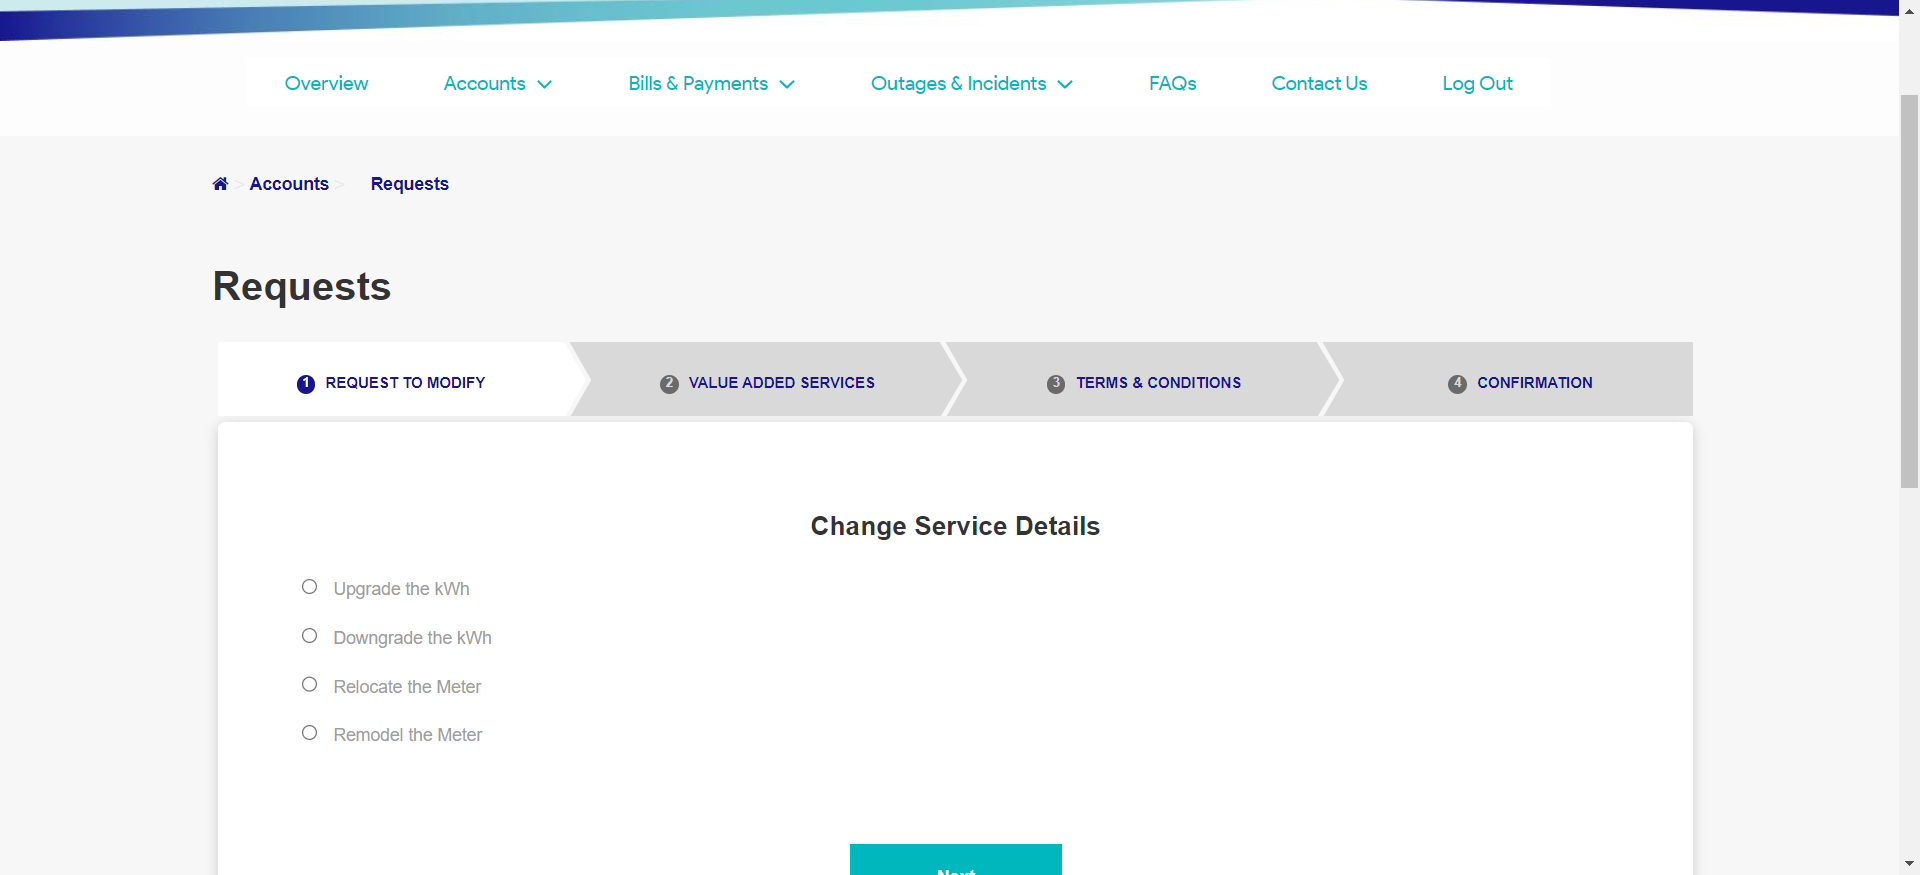 Overview Accounts Bills & Payments Outages & Incidents FAQs Contact Us Log Out
> Accounts > Requests
Requests
1 REQUEST TO MODIFY 2 VALUE ADDED SERVICES 3 TERMS & CONDITIONS 4 CONFIRMATION
Change Service Details
Upgrade the kWh
Downgrade the kWh
Relocate the Meter
Remodel the Meter
Next